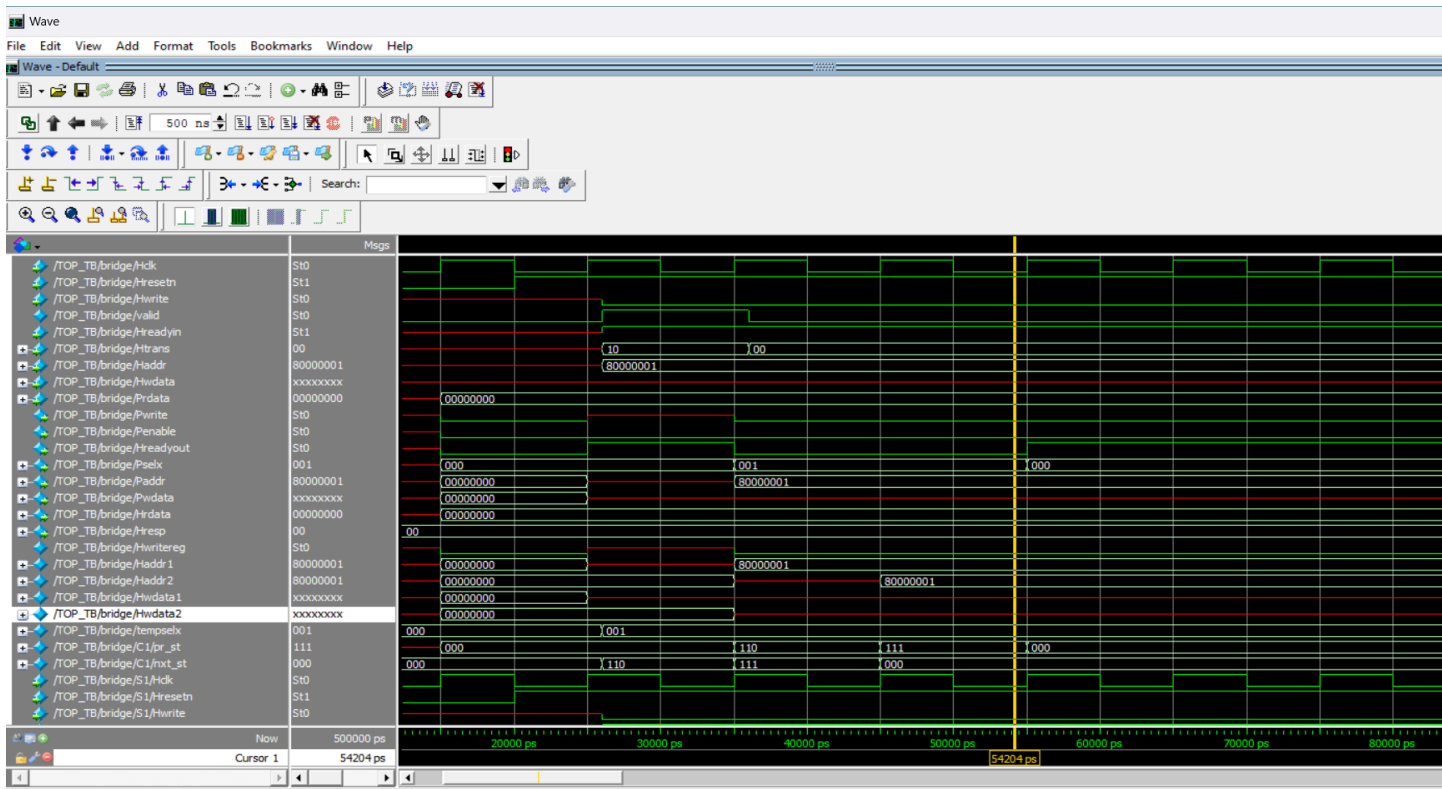 Wave
File Edit View Add Format Tools Bookmarks Window Help
Wave - Default
500 ns
Search:
Msgs
/TOP_TB/bridge/Hclk St0
/TOP_TB/bridge/Hresetn St1
/TOP_TB/bridge/Hwrite St0
/TOP_TB/bridge/valid St0
/TOP_TB/bridge/Hreadyin St1
/TOP_TB/bridge/Htrans 00 10 00
/TOP_TB/bridge/Haddr 80000001 80000001
/TOP_TB/bridge/Hwdata xxxxxxxx
/TOP_TB/bridge/Prdata 00000000 00000000
/TOP_TB/bridge/Pwrite St0
/TOP_TB/bridge/Penable St0
/TOP_TB/bridge/Hreadyout St0
/TOP_TB/bridge/Pselx 001 000 001 000
/TOP_TB/bridge/Paddr 80000001 00000000 80000001
/TOP_TB/bridge/Pwdata xxxxxxxx 00000000
/TOP_TB/bridge/Hrdata 00000000 00000000
/TOP_TB/bridge/Hresp 00 00
/TOP_TB/bridge/Hwritereg St0
/TOP_TB/bridge/Haddr1 80000001 00000000 80000001
/TOP_TB/bridge/Haddr2 80000001 00000000 80000001
/TOP_TB/bridge/Hwdata1 xxxxxxxx 00000000
/TOP_TB/bridge/Hwdata2 xxxxxxxx 00000000
/TOP_TB/bridge/tempselx 001 000 001
/TOP_TB/bridge/C1/pr_st 111 000 110 111 000
/TOP_TB/bridge/C1/nxt_st 000 000 110 111 000
/TOP_TB/bridge/S1/Hclk St0
/TOP_TB/bridge/S1/Hresetn St1
/TOP_TB/bridge/S1/Hwrite St0
Now 500000 ps 20000 ps 30000 ps 40000 ps 50000 ps 60000 ps 70000 ps 80000 ps
Cursor 1 54204 ps 54204 ps